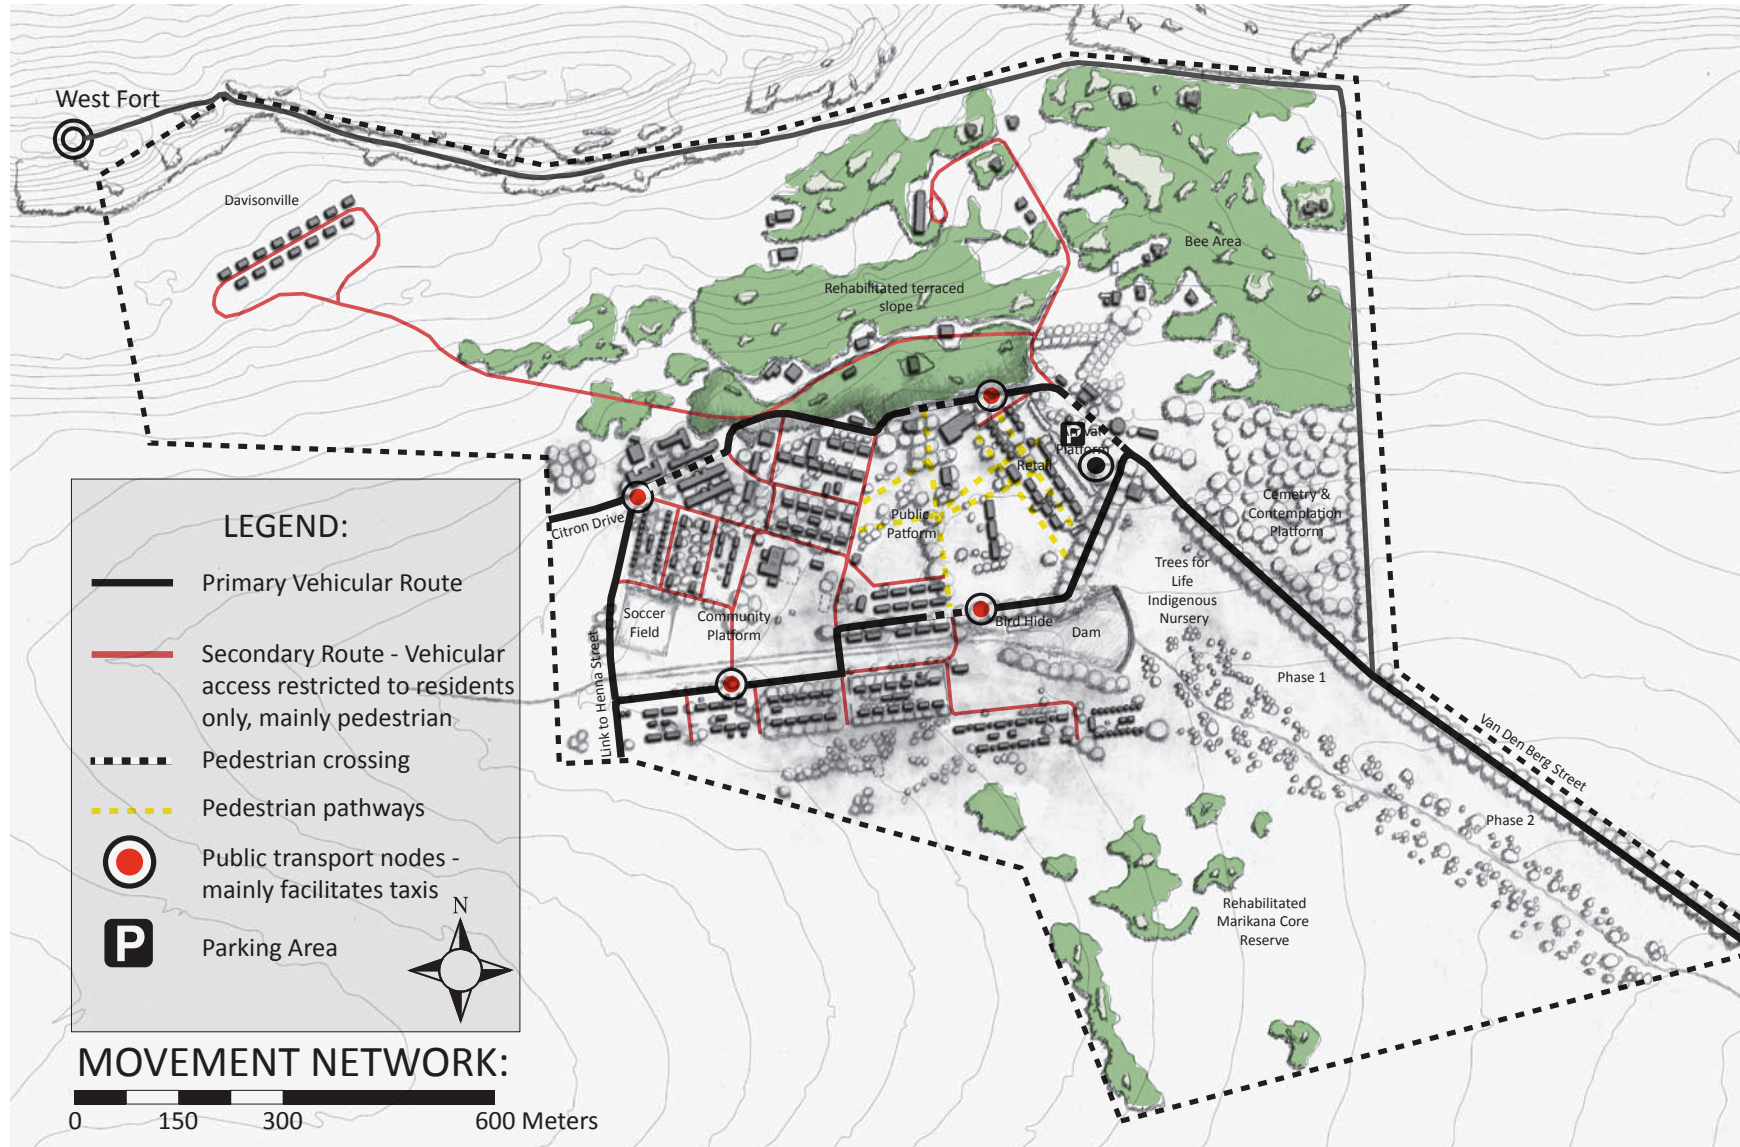 West Fort
Davisonville
Bee Area
Rehabilitated terraced
slope
P
Arrival
Platform
Retail
Cemetry &
Contemplation
Platform
Public
Patform
Citron Drive
Trees for
Life
Indigenous
Nursery
Soccer
Field
Community
Platform
Bird Hide
Dam
Link to Henna Street
Phase 1
Van Den Berg Street
Phase 2
Rehabilitated
Marikana Core
Reserve
LEGEND:
Primary Vehicular Route
Secondary Route - Vehicular
access restricted to residents
only, mainly pedestrian
Pedestrian crossing
Pedestrian pathways
Public transport nodes -
mainly facilitates taxis
P
Parking Area
N
MOVEMENT NETWORK:
0 150 300 600 Meters